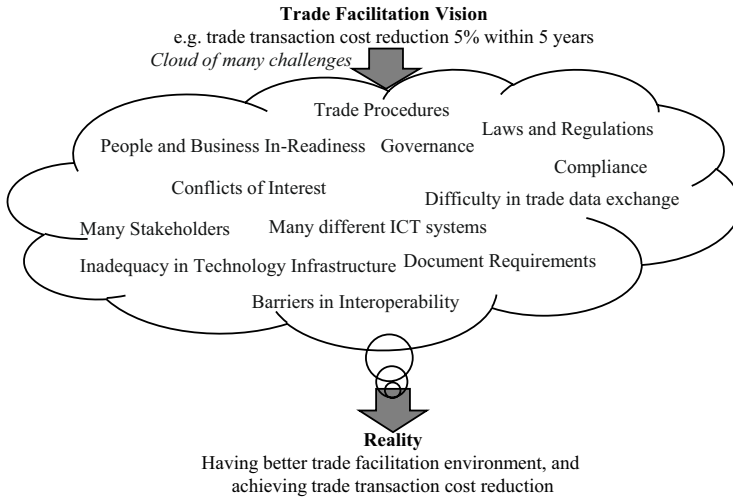 Trade Facilitation Vision
e.g. trade transaction cost reduction 5% within 5 years
Cloud of many challenges
Trade Procedures
Laws and Regulations
People and Business In-Readiness
Governance
Compliance
Conflicts of Interest
Difficulty in trade data exchange
Many Stakeholders
Many different ICT systems
Inadequacy in Technology Infrastructure
Document Requirements
Barriers in Interoperability
Reality
Having better trade facilitation environment, and
achieving trade transaction cost reduction